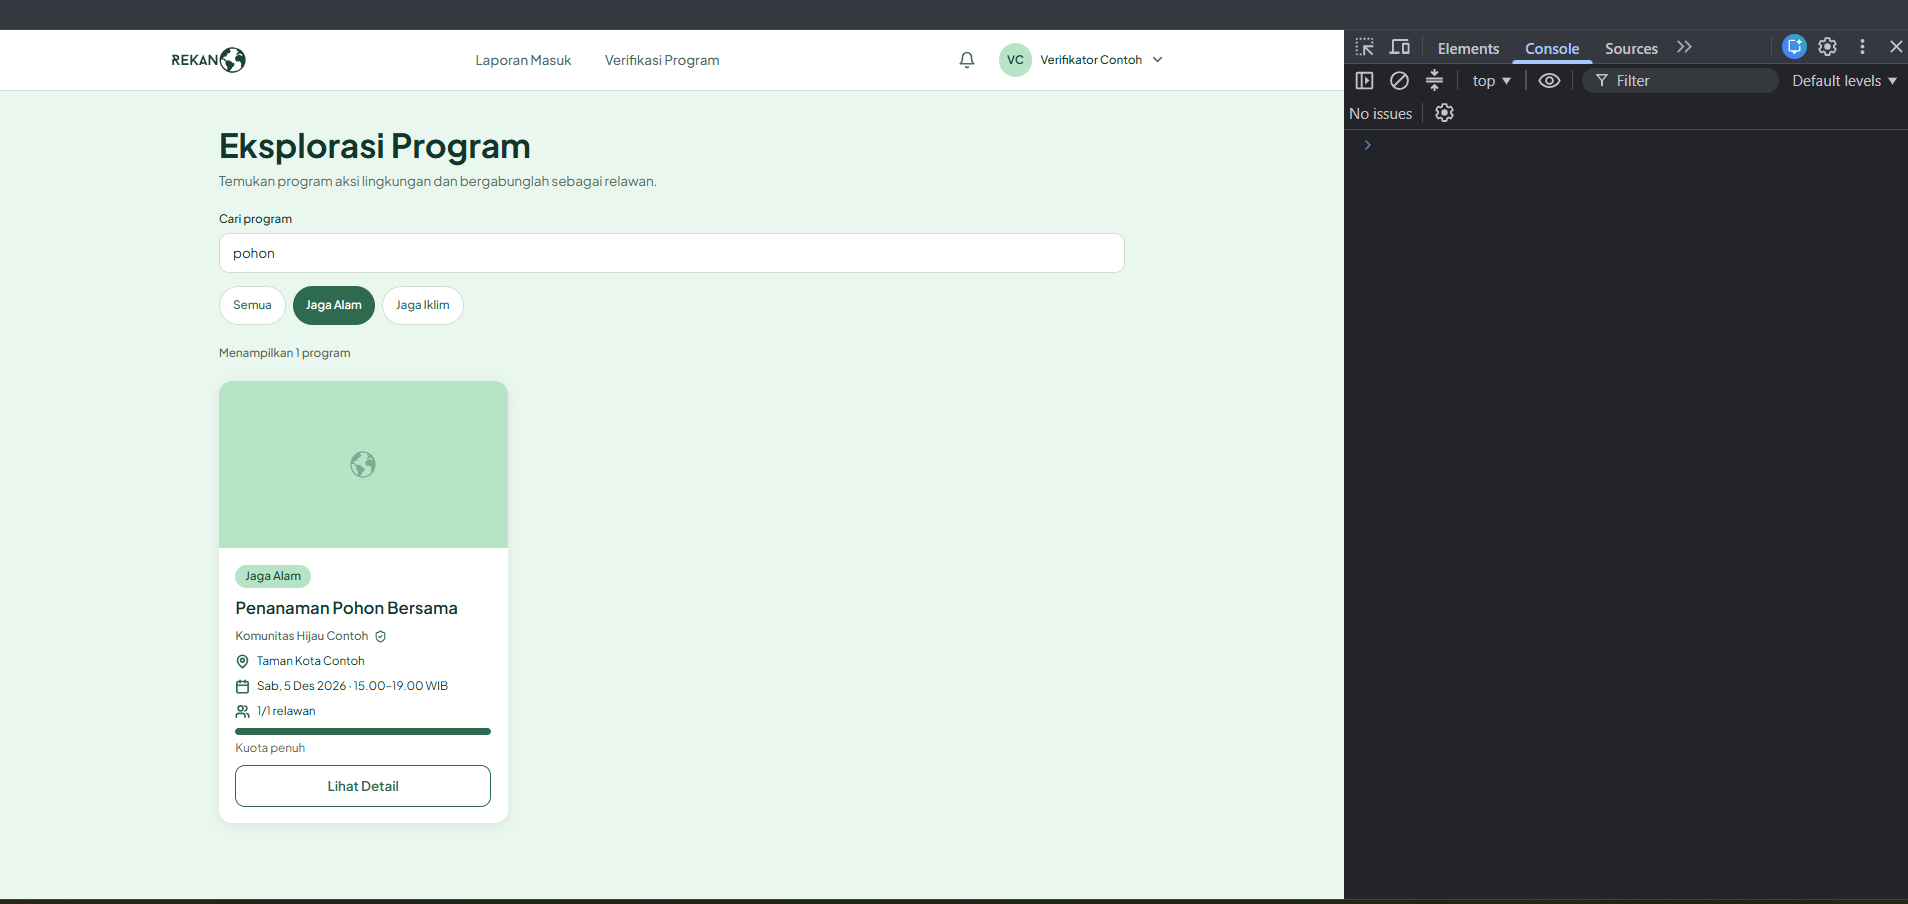 REKAN
Laporan Masuk
Verifikasi Program
VC
Verifikator Contoh
Eksplorasi Program
Temukan program aksi lingkungan dan bergabunglah sebagai relawan.
Cari program
pohon
Semua
Jaga Alam
Jaga Iklim
Menampilkan 1 program
Jaga Alam
Penanaman Pohon Bersama
Komunitas Hijau Contoh
Taman Kota Contoh
Sab, 5 Des 2026 · 15.00–19.00 WIB
1/1 relawan
Kuota penuh
Lihat Detail
Elements
Console
Sources
top
Filter
Default levels
No issues